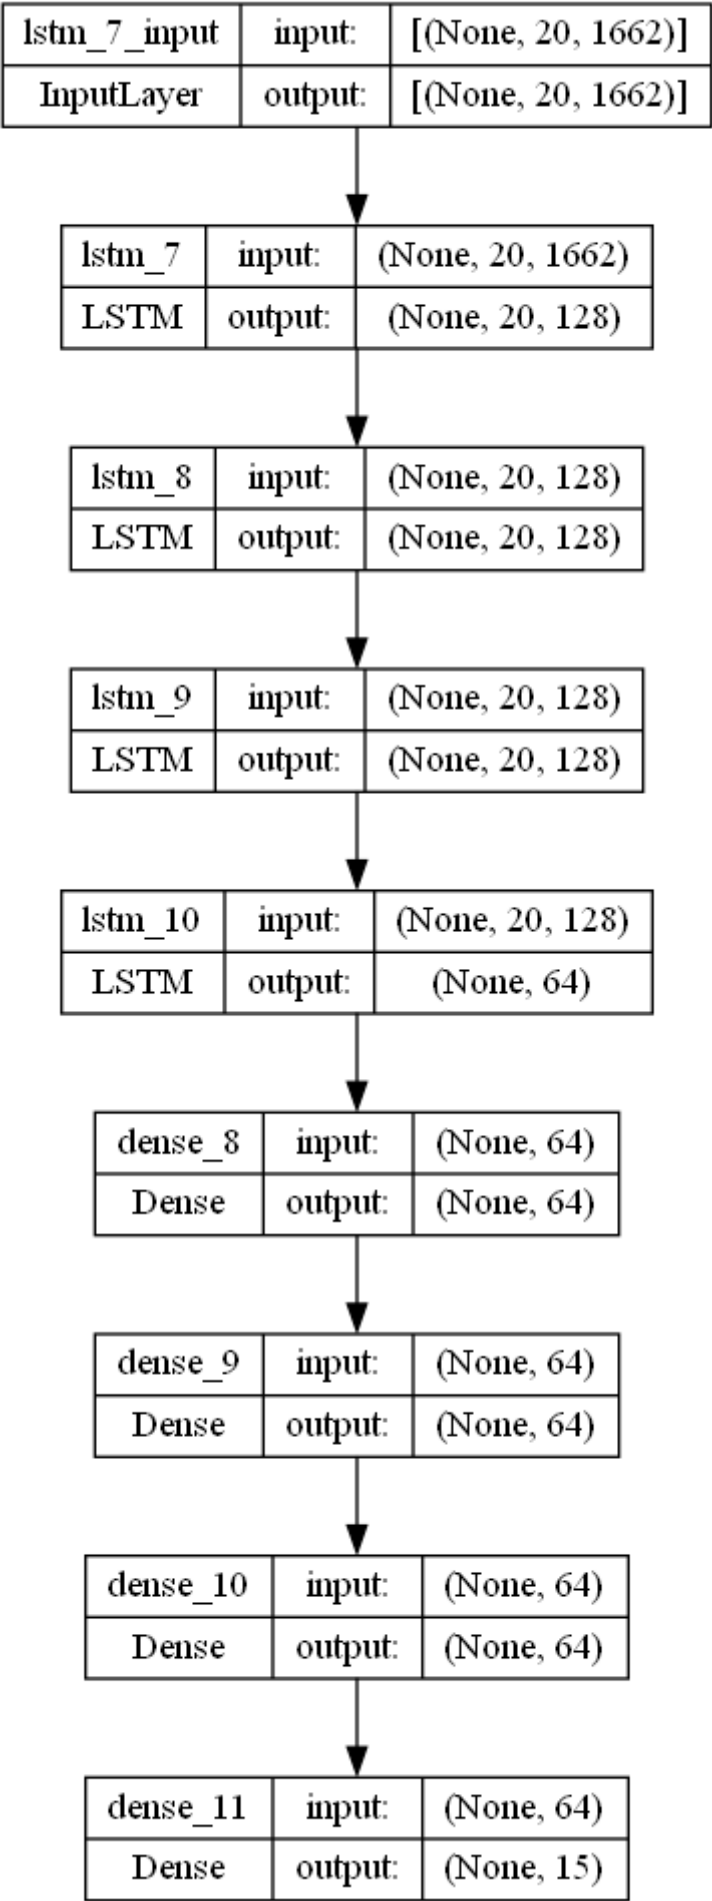 lstm_7_input input: [(None, 20, 1662)]
InputLayer output: [(None, 20, 1662)]
lstm_7 input: (None, 20, 1662)
LSTM output: (None, 20, 128)
lstm_8 input: (None, 20, 128)
LSTM output: (None, 20, 128)
lstm_9 input: (None, 20, 128)
LSTM output: (None, 20, 128)
lstm_10 input: (None, 20, 128)
LSTM output: (None, 64)
dense_8 input: (None, 64)
Dense output: (None, 64)
dense_9 input: (None, 64)
Dense output: (None, 64)
dense_10 input: (None, 64)
Dense output: (None, 64)
dense_11 input: (None, 64)
Dense output: (None, 15)